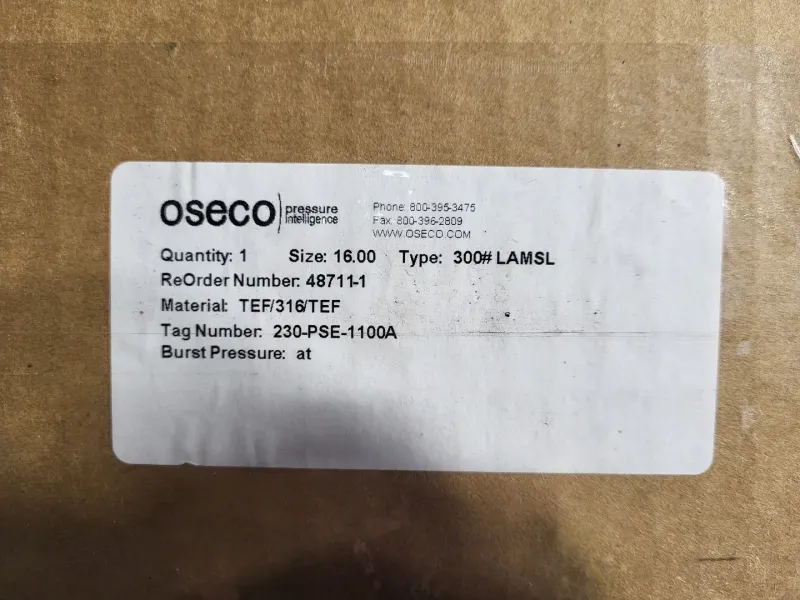 oseco pressure intelligence
Phone: 800-395-3475
Fax: 800-396-2809
WWW.OSECO.COM
Quantity: 1 Size: 16.00 Type: 300# LAMSL
ReOrder Number: 48711-1
Material: TEF/316/TEF
Tag Number: 230-PSE-1100A
Burst Pressure: at